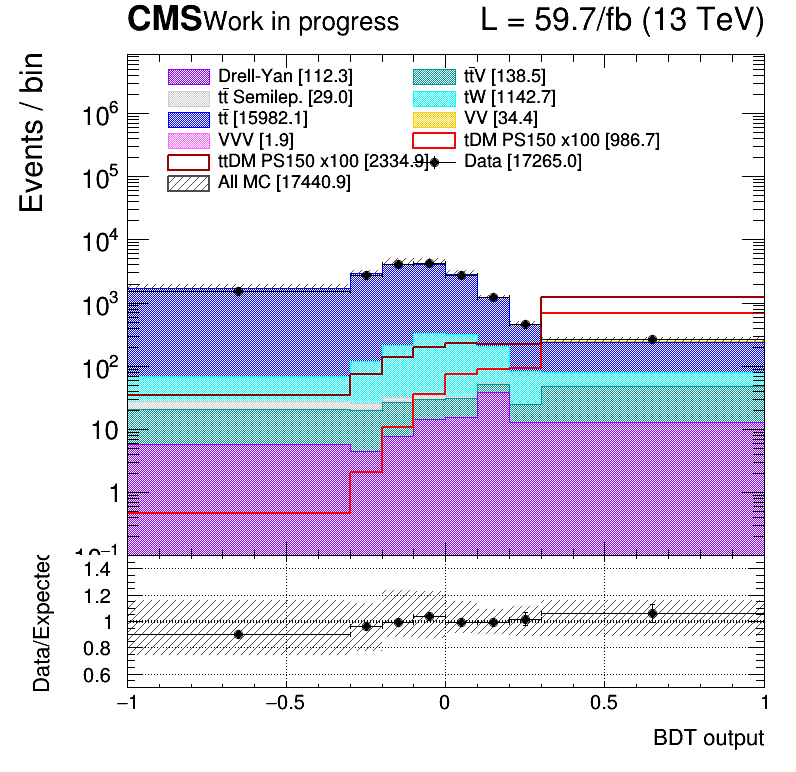 CMS Work in progress L = 59.7/fb (13 TeV)
Events / bin
Drell-Yan [112.3] tt̄V [138.5]
tt̄ Semilep. [29.0] tW [1142.7]
tt̄ [15982.1] VV [34.4]
VVV [1.9] tDM PS150 x100 [986.7]
ttDM PS150 x100 [2334.9] Data [17265.0]
All MC [17440.9]
10⁶
10⁵
10⁴
10³
10²
10
1
10⁻¹
Data/Expected
1.4
1.2
1
0.8
0.6
−1 −0.5 0 0.5 1
BDT output